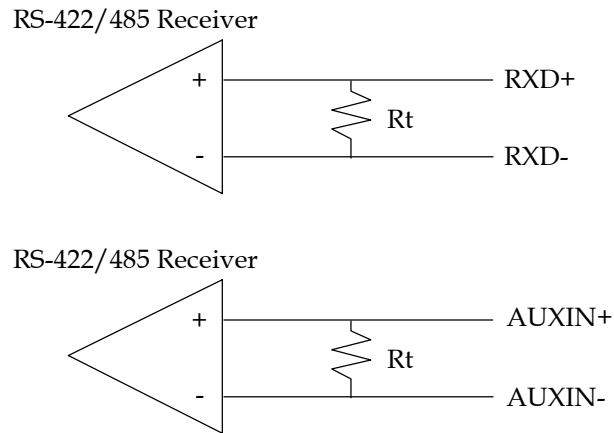 RS-422/485 Receiver
+ RXD+
Rt
- RXD-
RS-422/485 Receiver
+ AUXIN+
Rt
- AUXIN-